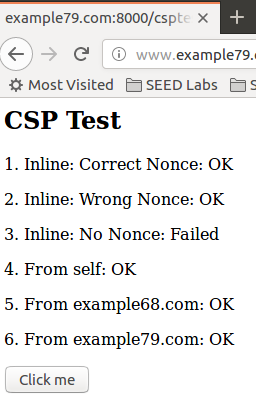 example79.com:8000/cspte
www.example79.
Most Visited SEED Labs S
CSP Test
1. Inline: Correct Nonce: OK
2. Inline: Wrong Nonce: OK
3. Inline: No Nonce: Failed
4. From self: OK
5. From example68.com: OK
6. From example79.com: OK
Click me